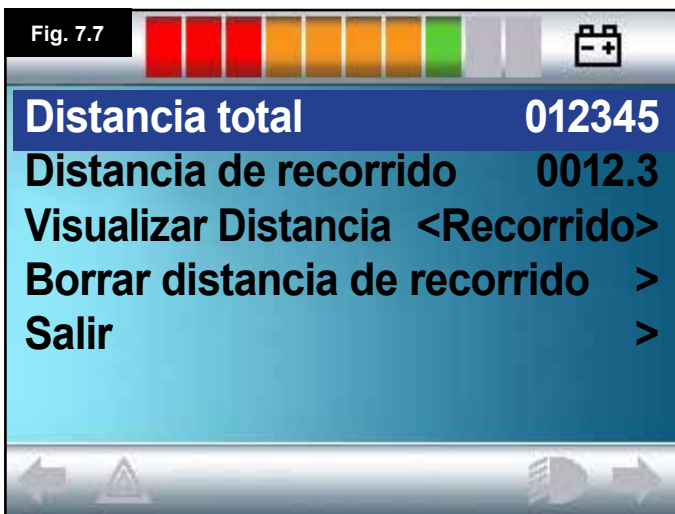 Fig. 7.7
Distancia total 012345
Distancia de recorrido 0012.3
Visualizar Distancia <Recorrido>
Borrar distancia de recorrido >
Salir >